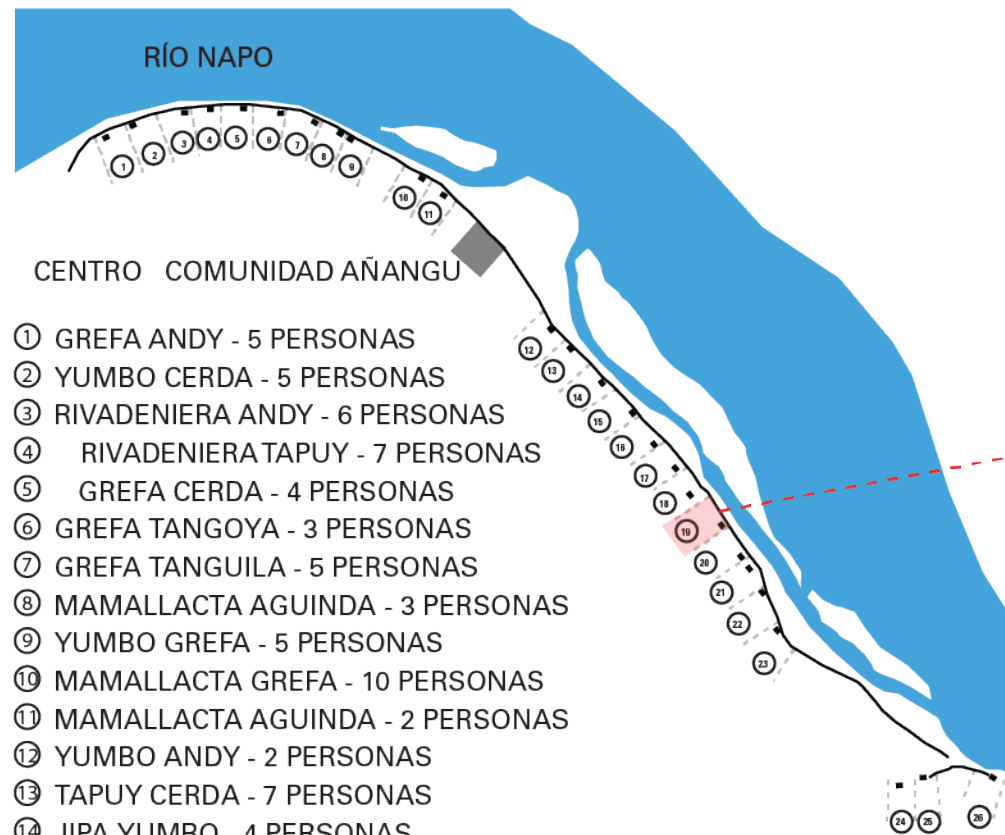 RÍO NAPO
1
2
3
4
5
6
7
8
9
10
11
CENTRO COMUNIDAD AÑANGU
12
13
14
15
16
17
18
19
20
21
22
23
24
25
26
1 GREFA ANDY - 5 PERSONAS
2 YUMBO CERDA - 5 PERSONAS
3 RIVADENIERA ANDY - 6 PERSONAS
4 RIVADENIERA TAPUY - 7 PERSONAS
5 GREFA CERDA - 4 PERSONAS
6 GREFA TANGOYA - 3 PERSONAS
7 GREFA TANGUILA - 5 PERSONAS
8 MAMALLACTA AGUINDA - 3 PERSONAS
9 YUMBO GREFA - 5 PERSONAS
10 MAMALLACTA GREFA - 10 PERSONAS
11 MAMALLACTA AGUINDA - 2 PERSONAS
12 YUMBO ANDY - 2 PERSONAS
13 TAPUY CERDA - 7 PERSONAS
14 JIPA YUMBO - 4 PERSONAS